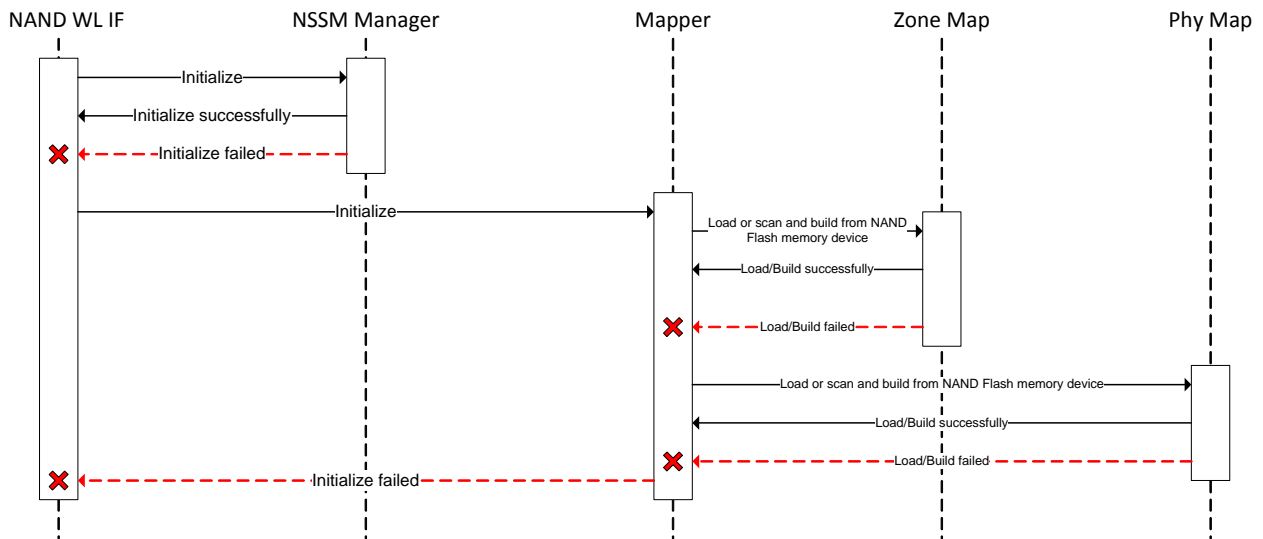 NAND WL IF
NSSM Manager
Mapper
Zone Map
Phy Map
Initialize
Initialize successfully
Initialize failed
Initialize
Load or scan and build from NAND
Flash memory device
Load/Build successfully
Load/Build failed
Load or scan and build from NAND Flash memory device
Load/Build successfully
Load/Build failed
Initialize failed